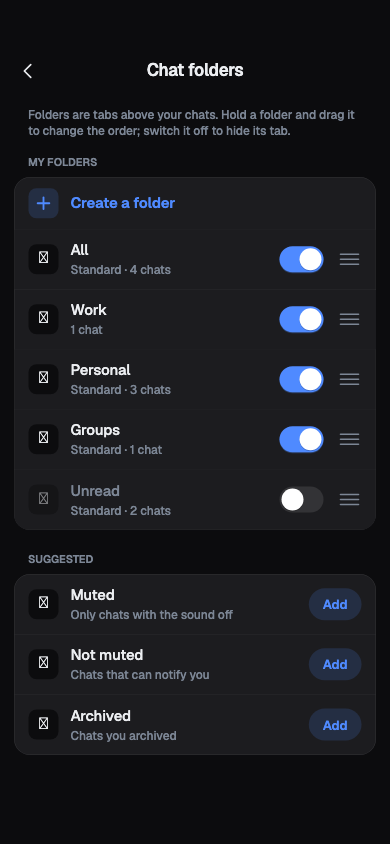 Chat folders
Folders are tabs above your chats. Hold a folder and drag it
to change the order; switch it off to hide its tab.
MY FOLDERS
Create a folder
All
Standard · 4 chats
Work
1 chat
Personal
Standard · 3 chats
Groups
Standard · 1 chat
Unread
Standard · 2 chats
SUGGESTED
Muted
Only chats with the sound off
Add
Not muted
Chats that can notify you
Add
Archived
Chats you archived
Add